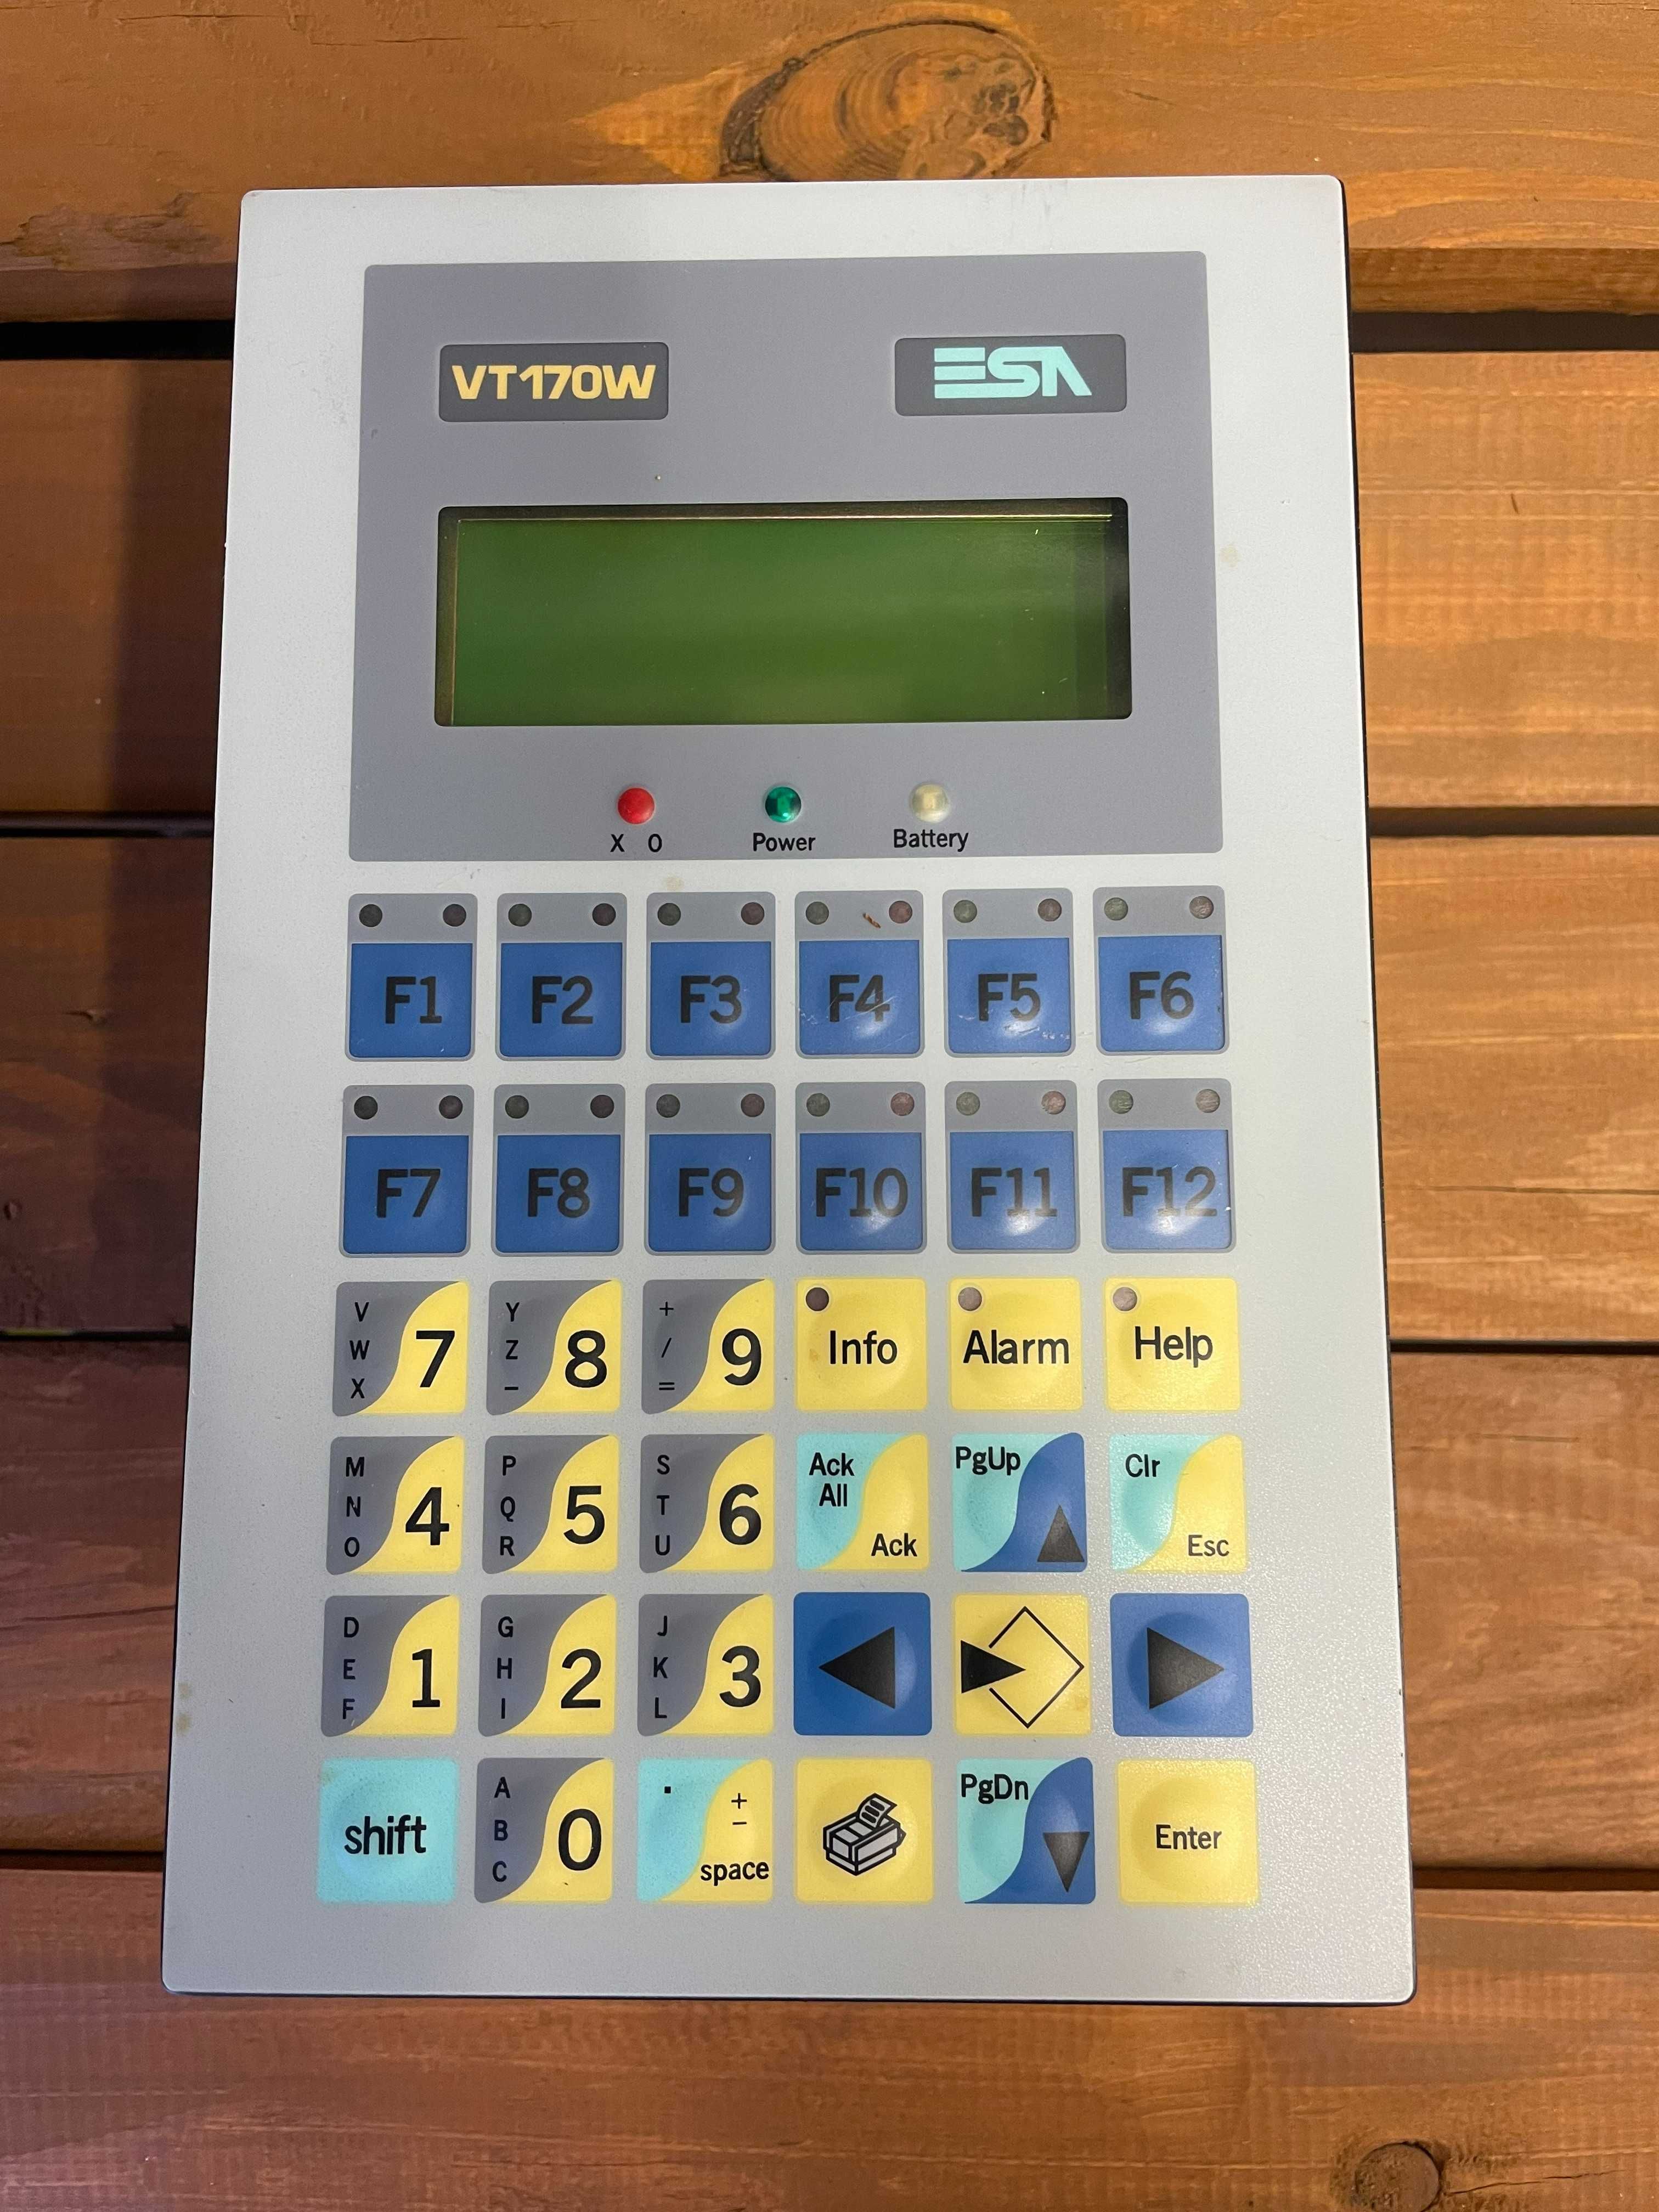 VT170W ESA
X O Power Battery
F1 F2 F3 F4 F5 F6
F7 F8 F9 F10 F11 F12
V W X 7 Y Z - 8 + / = 9 Info Alarm Help
M N O 4 P Q R 5 S T U 6 Ack All Ack PgUp Clr Esc
D E F 1 G H I 2 J K L 3
shift A B C 0 . + - space PgDn Enter